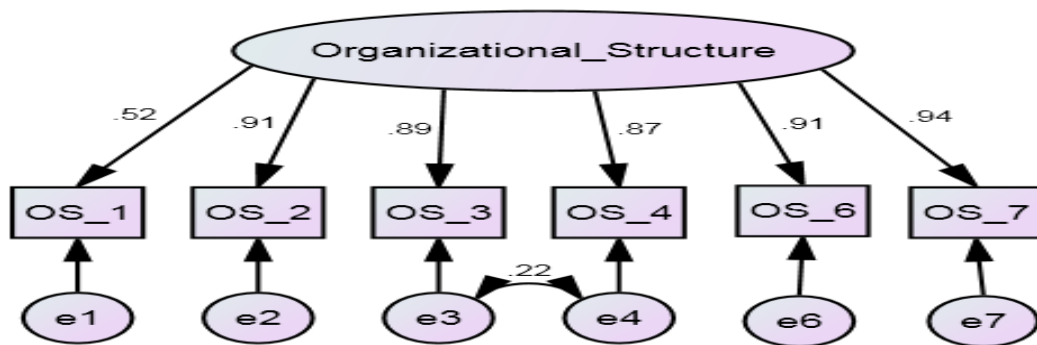 Organizational_Structure
.52 .91 .89 .87 .91 .94
OS_1 OS_2 OS_3 OS_4 OS_6 OS_7
.22
e1 e2 e3 e4 e6 e7